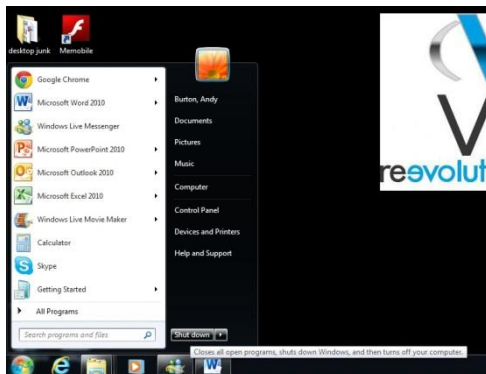 desktop junk Memobile
Google Chrome
Microsoft Word 2010
Windows Live Messenger
Microsoft PowerPoint 2010
Microsoft Outlook 2010
Microsoft Excel 2010
Windows Live Movie Maker
Calculator
Skype
Getting Started
All Programs
Search programs and files
Burton, Andy
Documents
Pictures
Music
Computer
Control Panel
Devices and Printers
Help and Support
Shut down
Closes all open programs, shuts down Windows, and then turns off your computer.
V
reevolut